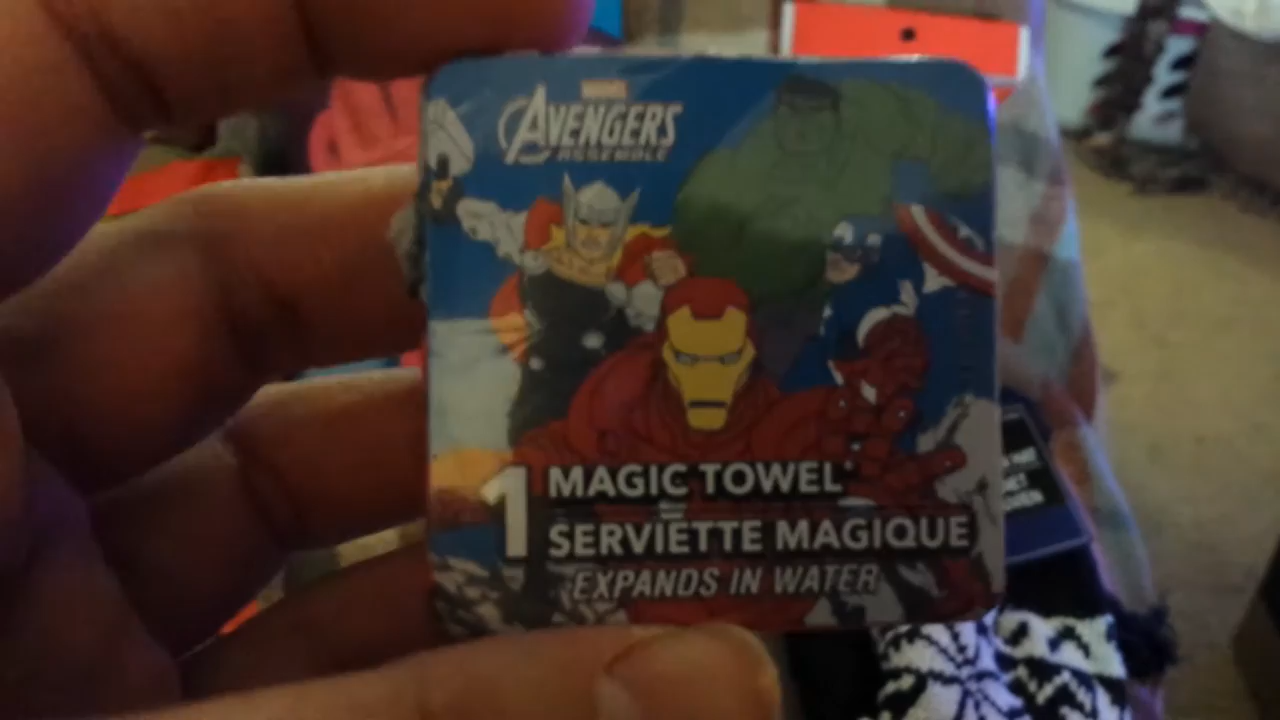 MARVEL
AVENGERS
ASSEMBLE
1 MAGIC TOWEL
SERVIETTE MAGIQUE
EXPANDS IN WATER